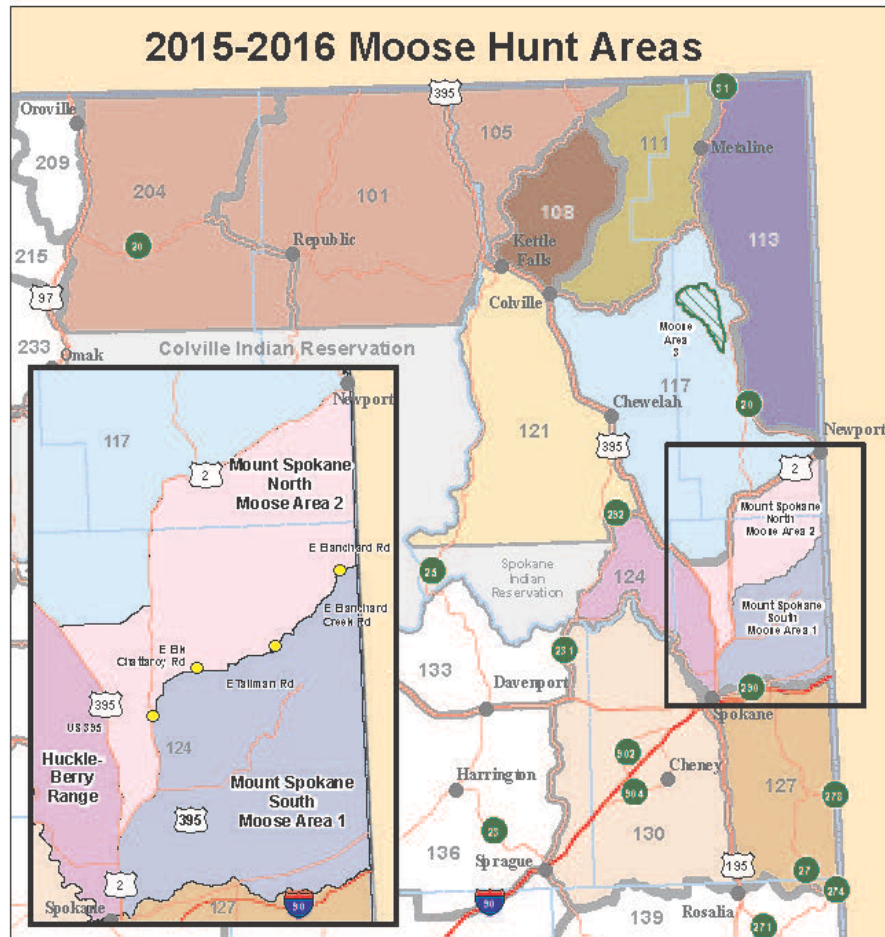 2015-2016 Moose Hunt Areas
395
31
Oroville
105
111
Metaline
209
204
101
108
113
20
Republic
Kettle
Falls
215
97
Colville
Moose
Area
3
233
Omak
Colville Indian Reservation
117
20
Chewelah
121
395
Newport
2
292
Mount Spokane
North
Moose Area 2
25
Spokane
Indian
Reservation
124
Mount Spokane
South
Moose Area 1
231
133
290
Davenport
Spokane
902
Cheney
127
Harrington
904
278
130
25
136
Sprague
195
27
274
90
Rosalia
139
271
Newport
117
2
Mount Spokane
North
Moose Area 2
E Blanchard Rd
E Blanchard
Creek Rd
E Elk
Chattaroy Rd
E Tallman Rd
395
US 395
124
Huckle-
Berry
Range
Mount Spokane
South
Moose Area 1
395
2
Spokane
127
90